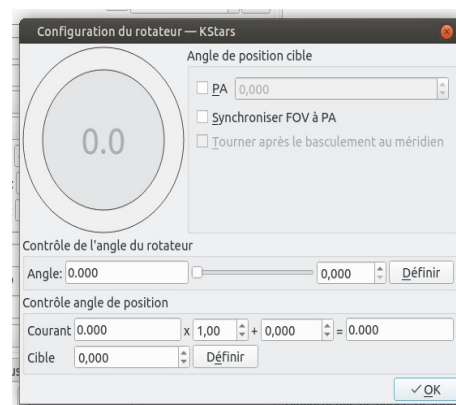 Configuration du rotateur — KStars
Angle de position cible
0.0
PA 0,000
Synchroniser FOV à PA
Tourner après le basculement au méridien
Contrôle de l'angle du rotateur
Angle: 0.000 0,000 Définir
Contrôle angle de position
Courant 0.000 x 1,00 + 0,000 = 0.000
Cible 0,000 Définir
OK